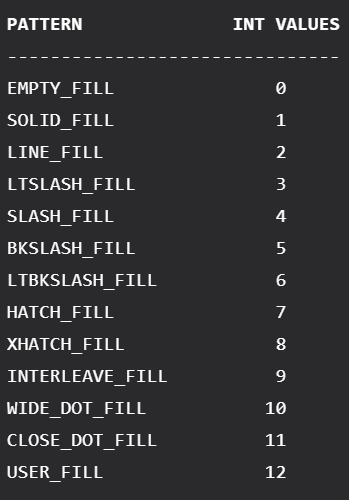 PATTERN INT VALUES
-------------------------------
EMPTY_FILL 0
SOLID_FILL 1
LINE_FILL 2
LTSLASH_FILL 3
SLASH_FILL 4
BKSLASH_FILL 5
LTBKSLASH_FILL 6
HATCH_FILL 7
XHATCH_FILL 8
INTERLEAVE_FILL 9
WIDE_DOT_FILL 10
CLOSE_DOT_FILL 11
USER_FILL 12